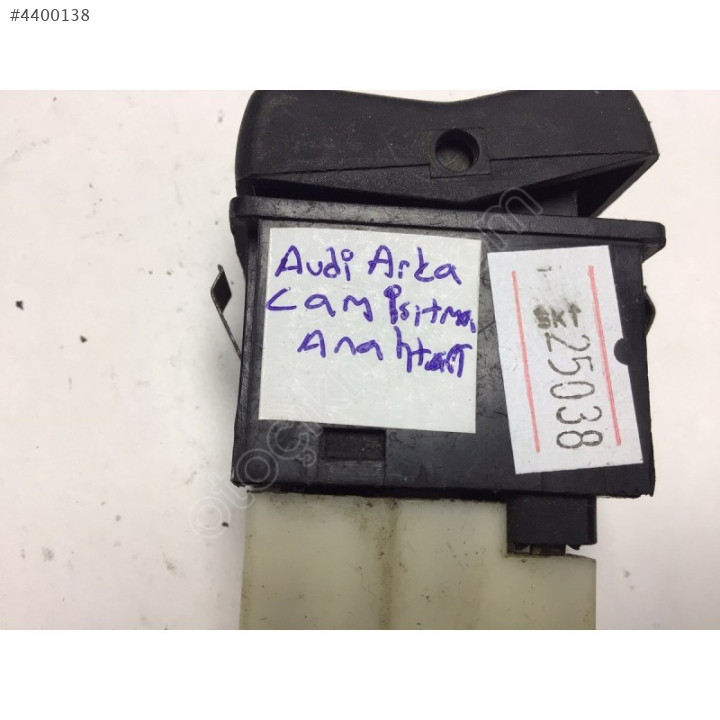 #4400138
Audi Arka
Cam ısıtma
Anahtarı
SKT
25038